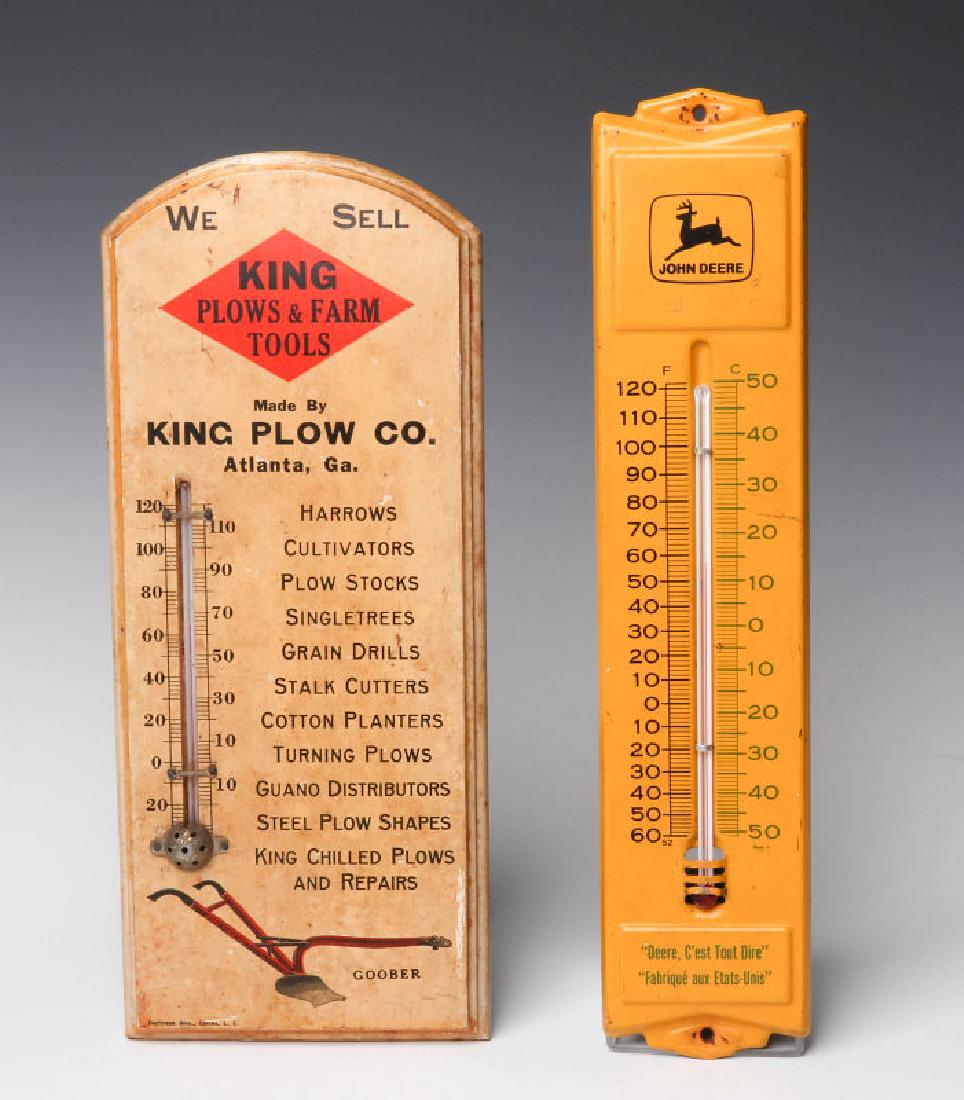 WE SELL
KING
PLOWS & FARM
TOOLS
Made By
KING PLOW CO.
Atlanta, Ga.
HARROWS
CULTIVATORS
PLOW STOCKS
SINGLETREES
GRAIN DRILLS
STALK CUTTERS
COTTON PLANTERS
TURNING PLOWS
GUANO DISTRIBUTORS
STEEL PLOW SHAPES
KING CHILLED PLOWS
AND REPAIRS
120
110
100
90
80
70
60
50
40
30
20
10
0
10
20
GOOBER
Bros.,
JOHN DEERE
F C
120 50
110
100 40
90
80 30
70
60 20
50 10
40
30 0
20
10 10
0 20
10
20 30
30
40 40
50
60 50
52
"Deere, C'est Tout Dire"
"Fabriqué aux Etats-Unis"